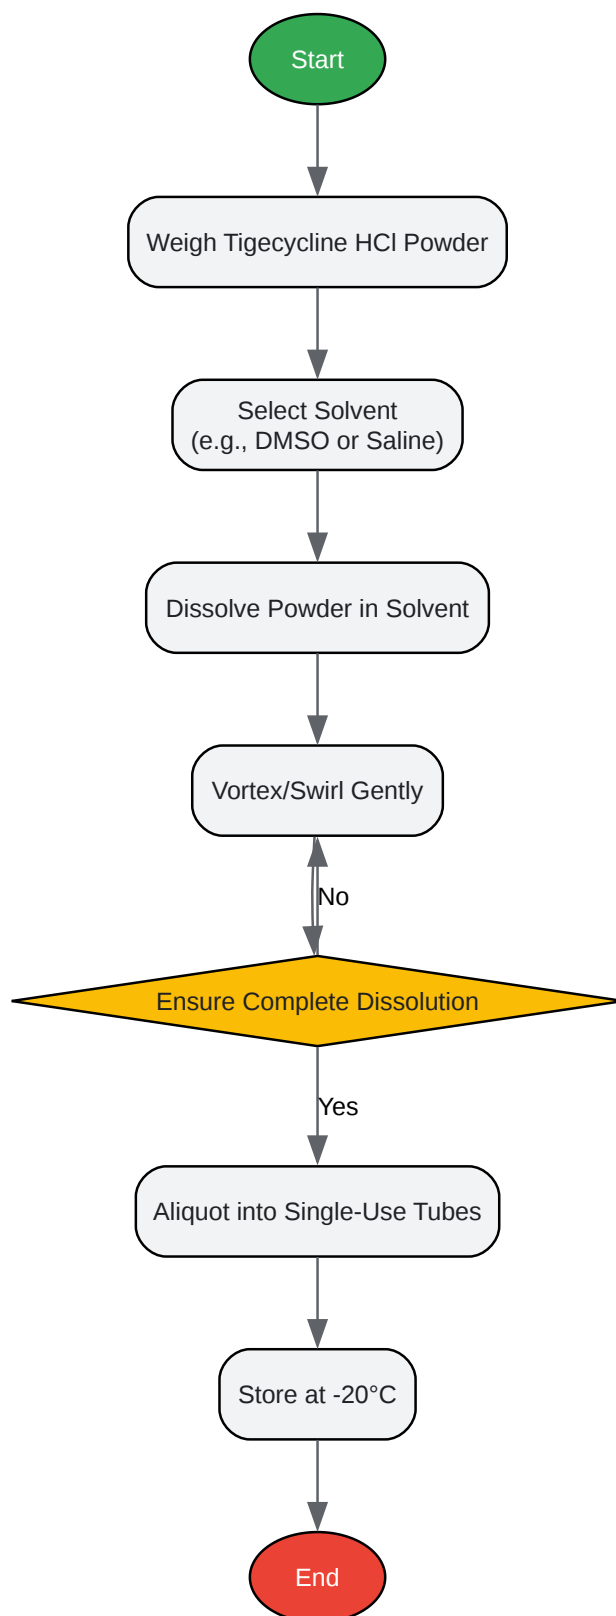 Start
Weigh Tigecycline HCl Powder
Select Solvent
(e.g., DMSO or Saline)
Dissolve Powder in Solvent
Vortex/Swirl Gently
No
Ensure Complete Dissolution
Yes
Aliquot into Single-Use Tubes
Store at -20°C
End